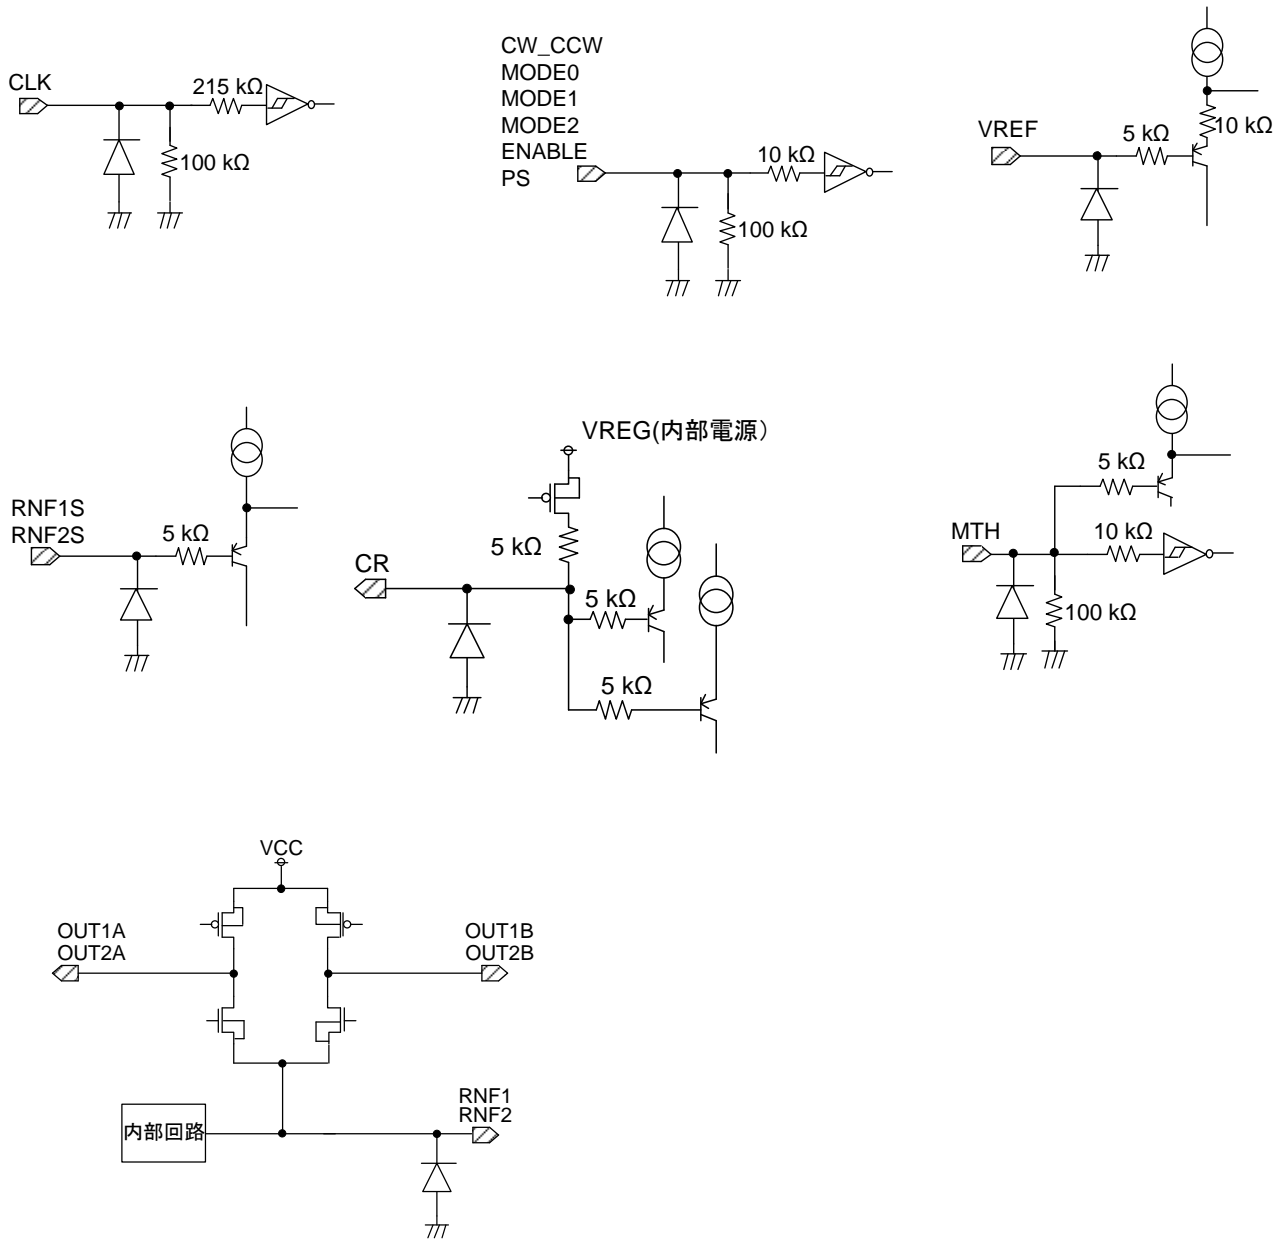 CLK
215 kΩ
100 kΩ
CW_CCW
MODE0
MODE1
MODE2
ENABLE
PS
10 kΩ
100 kΩ
VREF
5 kΩ
10 kΩ
RNF1S
RNF2S
5 kΩ
VREG(内部電源）
5 kΩ
CR
5 kΩ
5 kΩ
MTH
5 kΩ
10 kΩ
100 kΩ
VCC
OUT1A
OUT2A
OUT1B
OUT2B
内部回路
RNF1
RNF2